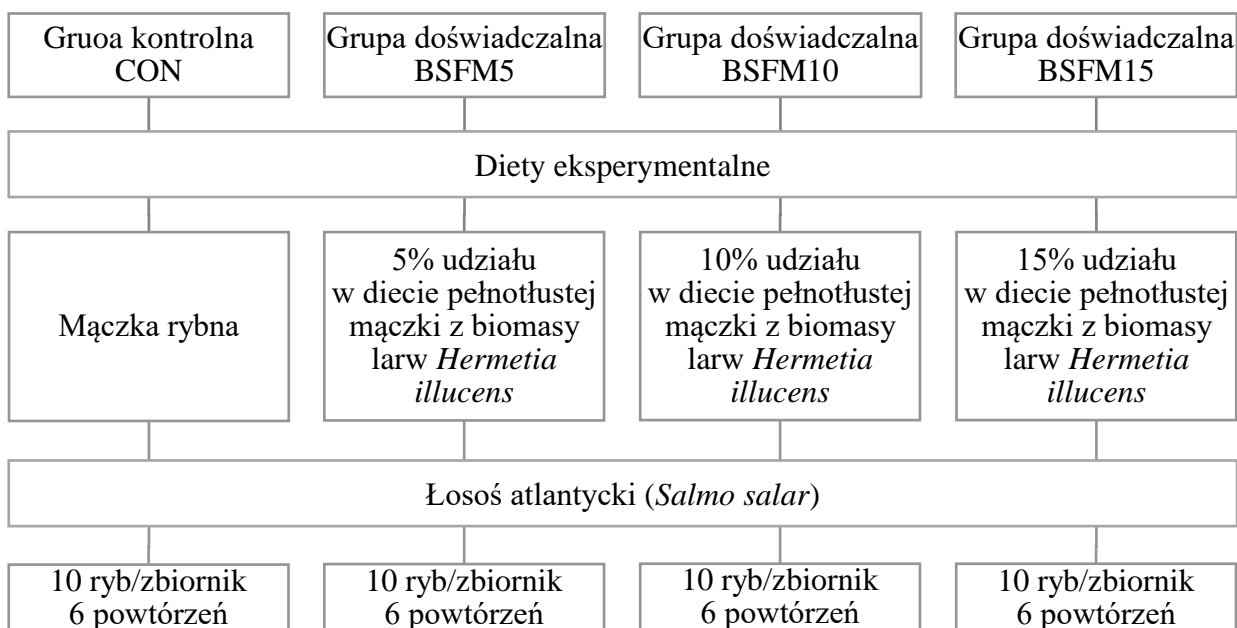 Gruoa kontrolna
CON
Grupa doświadczalna
BSFM5
Grupa doświadczalna
BSFM10
Grupa doświadczalna
BSFM15
Diety eksperymentalne
Mączka rybna
5% udziału
w diecie pełnotłustej
mączki z biomasy
larw Hermetia
illucens
10% udziału
w diecie pełnotłustej
mączki z biomasy
larw Hermetia
illucens
15% udziału
w diecie pełnotłustej
mączki z biomasy
larw Hermetia
illucens
Łosoś atlantycki (Salmo salar)
10 ryb/zbiornik
6 powtórzeń
10 ryb/zbiornik
6 powtórzeń
10 ryb/zbiornik
6 powtórzeń
10 ryb/zbiornik
6 powtórzeń